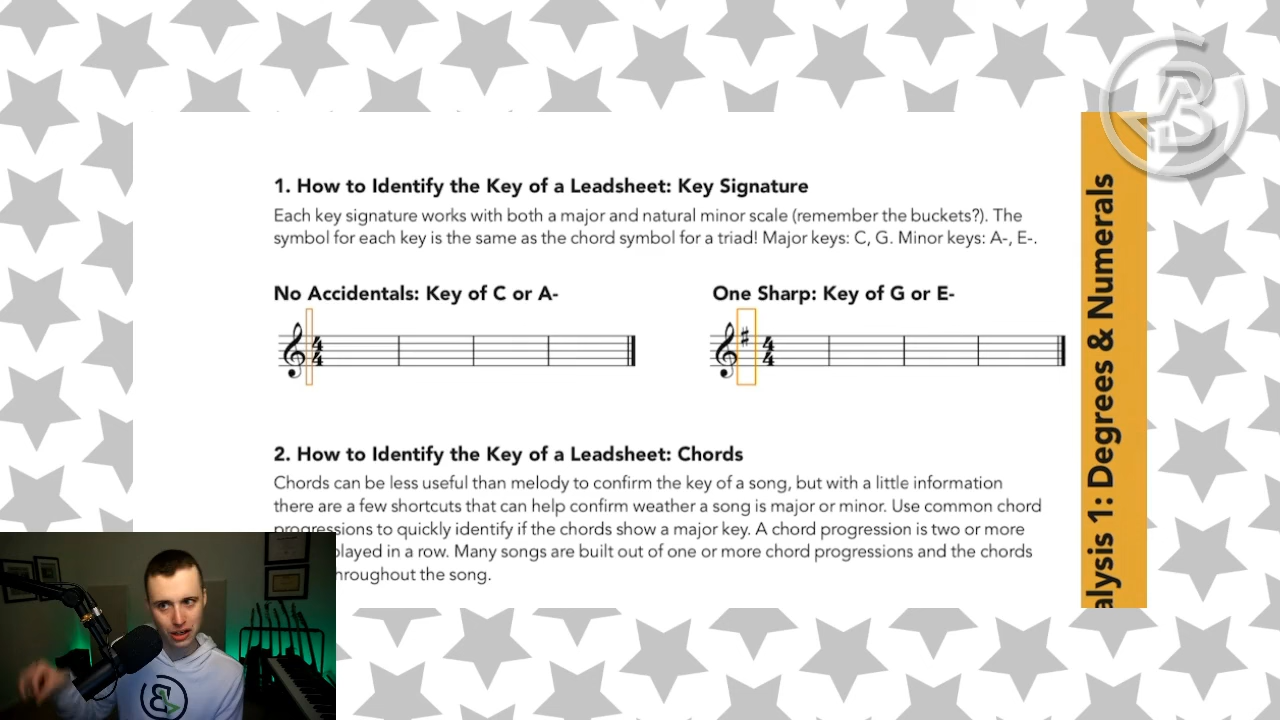 1. How to Identify the Key of a Leadsheet: Key Signature
Each key signature works with both a major and natural minor scale (remember the buckets?). The
symbol for each key is the same as the chord symbol for a triad! Major keys: C, G. Minor keys: A-, E-.
No Accidentals: Key of C or A-
One Sharp: Key of G or E-
4
4
4
4
2. How to Identify the Key of a Leadsheet: Chords
Chords can be less useful than melody to confirm the key of a song, but with a little information
there are a few shortcuts that can help confirm weather a song is major or minor. Use common chord
progressions to quickly identify if the chords show a major key. A chord progression is two or more
played in a row. Many songs are built out of one or more chord progressions and the chords
throughout the song.
alysis 1: Degrees & Numerals